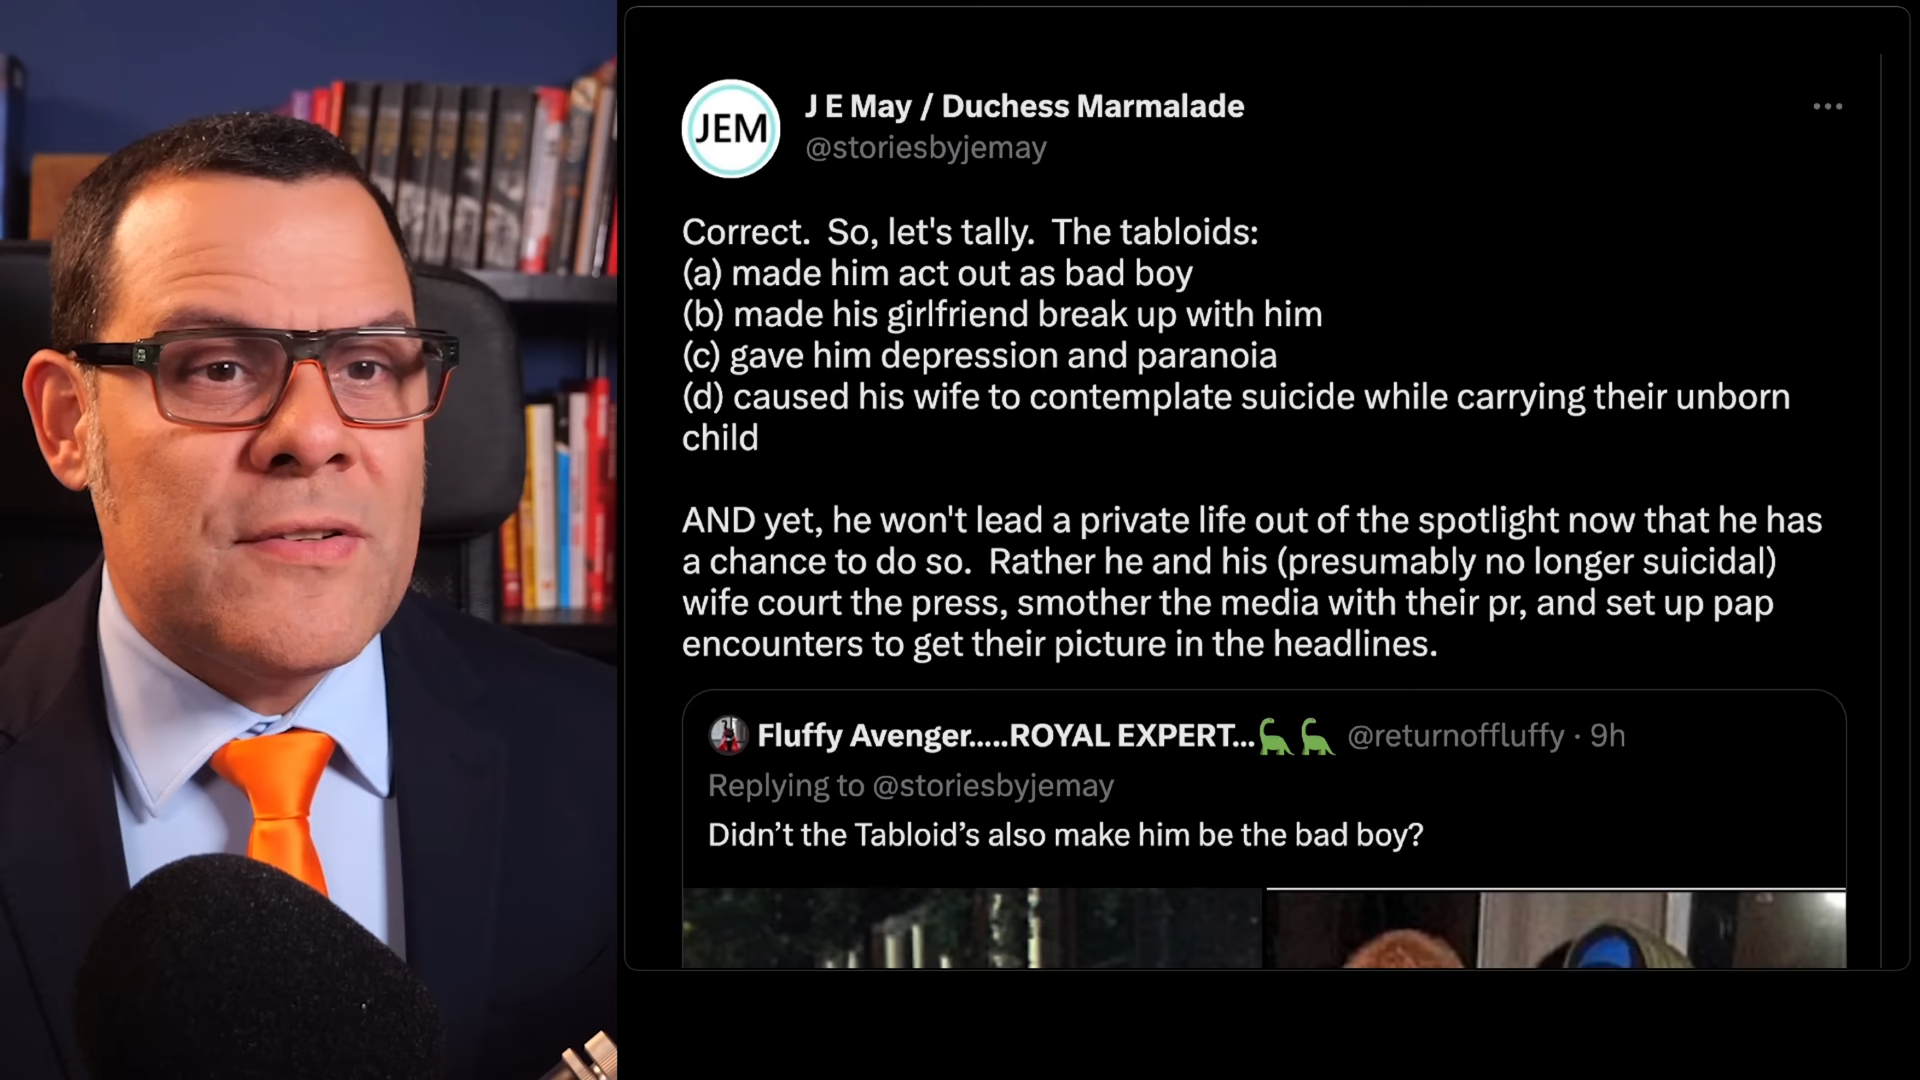 JEM
J E May / Duchess Marmalade
@storiesbyjemay
Correct. So, let's tally. The tabloids:
(a) made him act out as bad boy
(b) made his girlfriend break up with him
(c) gave him depression and paranoia
(d) caused his wife to contemplate suicide while carrying their unborn
child
AND yet, he won't lead a private life out of the spotlight now that he has
a chance to do so. Rather he and his (presumably no longer suicidal)
wife court the press, smother the media with their pr, and set up pap
encounters to get their picture in the headlines.
Fluffy Avenger.....ROYAL EXPERT...🦕🦕 @returnoffluffy · 9h
Replying to @storiesbyjemay
Didn’t the Tabloid’s also make him be the bad boy?